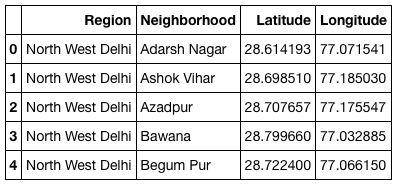 Region Neighborhood Latitude Longitude
0 North West Delhi Adarsh Nagar 28.614193 77.071541
1 North West Delhi Ashok Vihar 28.698510 77.185030
2 North West Delhi Azadpur 28.707657 77.175547
3 North West Delhi Bawana 28.799660 77.032885
4 North West Delhi Begum Pur 28.722400 77.066150